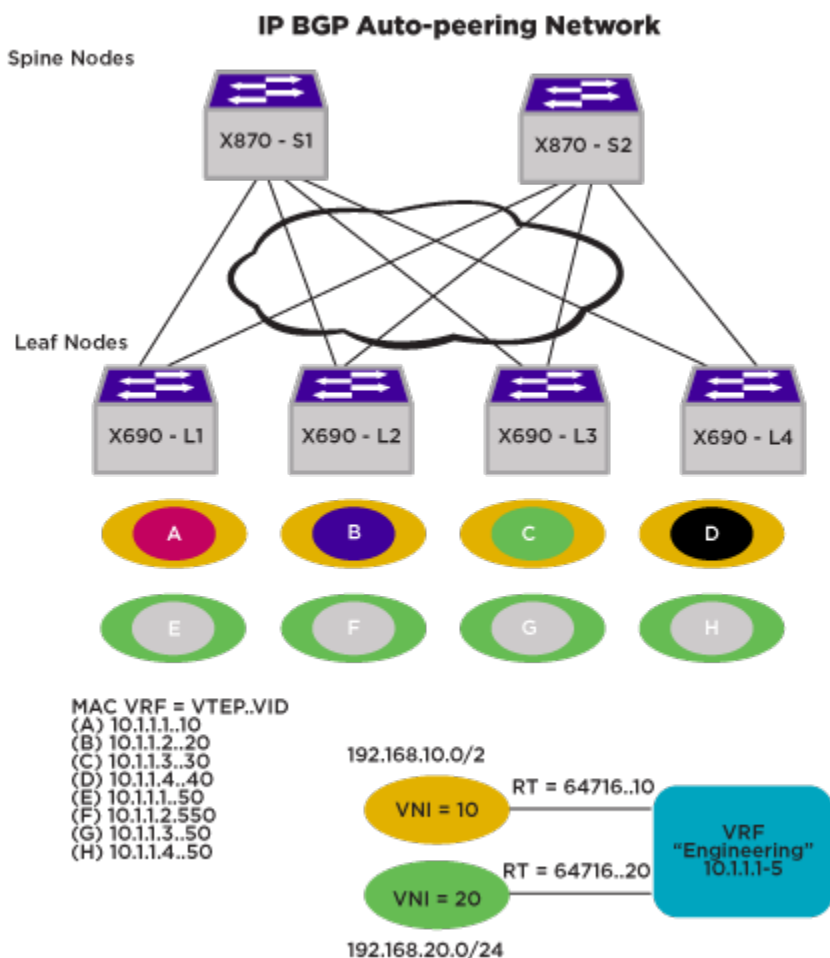 IP BGP Auto-peering Network
Spine Nodes
X870 - S1
X870 - S2
Leaf Nodes
X690 - L1
X690 - L2
X690 - L3
X690 - L4
A
B
C
D
E
F
G
H
MAC VRF = VTEP..VID
(A) 10.1.1.1..10
(B) 10.1.1.2..20
(C) 10.1.1.3..30
(D) 10.1.1.4..40
(E) 10.1.1.1..50
(F) 10.1.1.2.550
(G) 10.1.1.3..50
(H) 10.1.1.4..50
192.168.10.0/2
VNI = 10
RT = 64716..10
VRF
“Engineering”
10.1.1.1-5
RT = 64716..20
VNI = 20
192.168.20.0/24